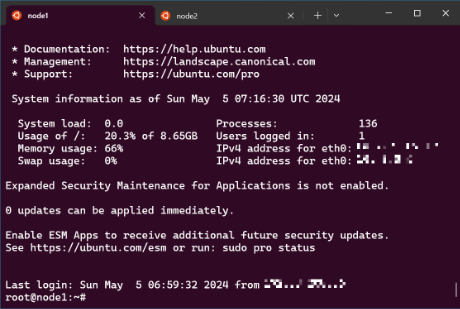 node1
node2
* Documentation: https://help.ubuntu.com
* Management: https://landscape.canonical.com
* Support: https://ubuntu.com/pro
System information as of Sun May 5 07:16:30 UTC 2024
System load: 0.0 Processes: 136
Usage of /: 20.3% of 8.65GB Users logged in: 1
Memory usage: 66% IPv4 address for eth0:
Swap usage: 0% IPv4 address for eth0:
Expanded Security Maintenance for Applications is not enabled.
0 updates can be applied immediately.
Enable ESM Apps to receive additional future security updates.
See https://ubuntu.com/esm or run: sudo pro status
Last login: Sun May 5 06:59:32 2024 from
root@node1:~#